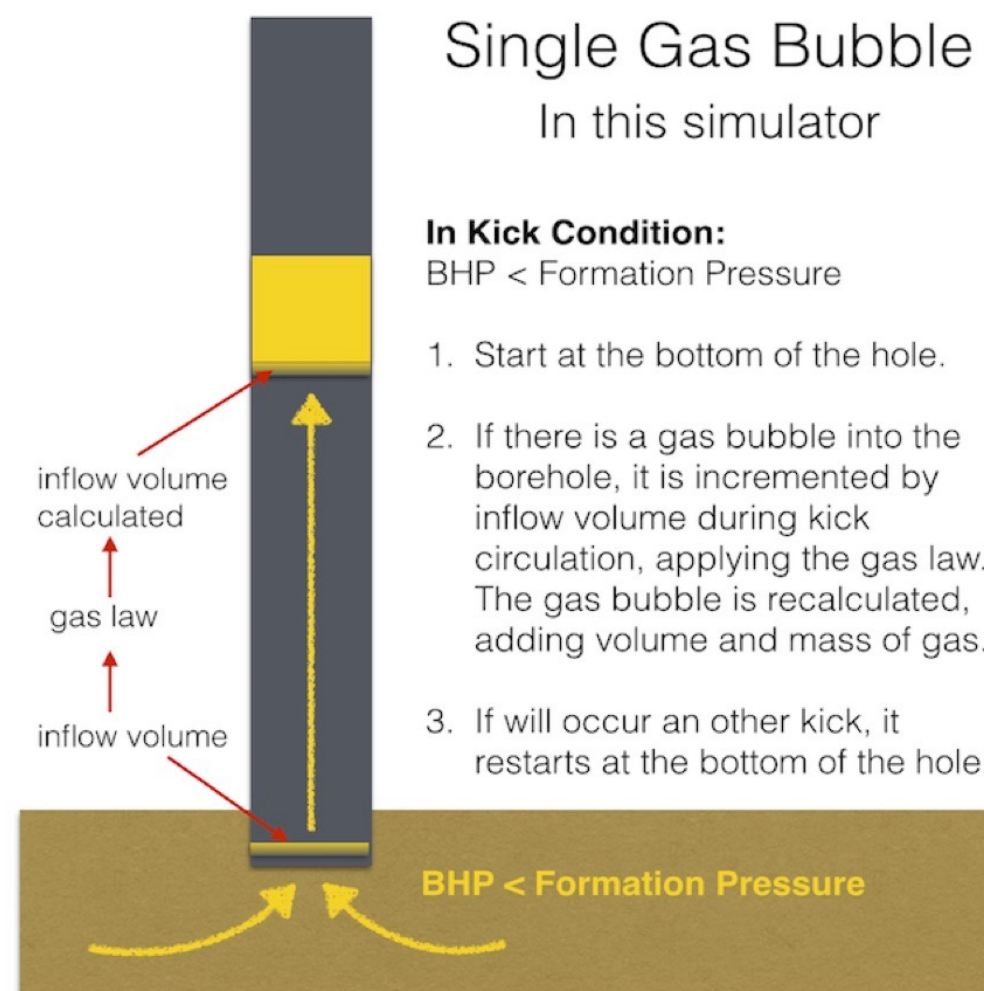 Single Gas Bubble
In this simulator
In Kick Condition:
BHP < Formation Pressure
1. Start at the bottom of the hole.
2. If there is a gas bubble into the
borehole, it is incremented by
inflow volume during kick
circulation, applying the gas law.
The gas bubble is recalculated,
adding volume and mass of gas.
3. If will occur an other kick, it
restarts at the bottom of the hole
inflow volume
calculated
gas law
inflow volume
BHP < Formation Pressure